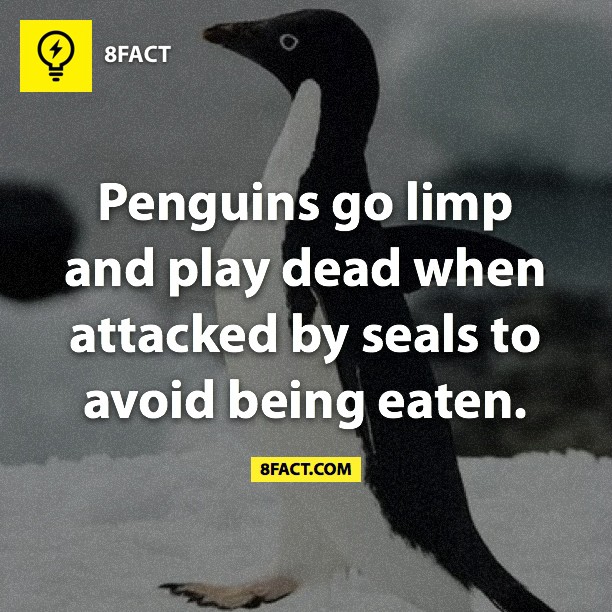 8FACT
Penguins go limp
and play dead when
attacked by seals to
avoid being eaten.
8FACT.COM